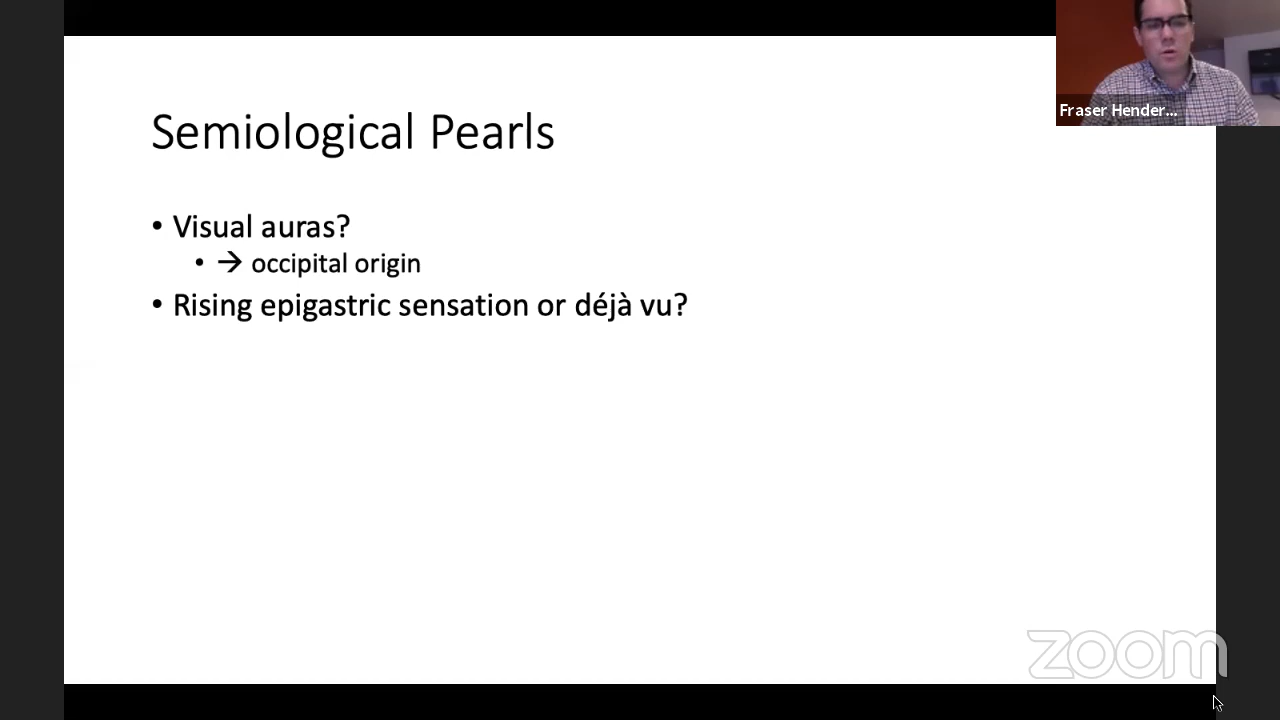 Fraser Hender...
Semiological Pearls
• Visual auras?
• → occipital origin
• Rising epigastric sensation or déjà vu?
zoom